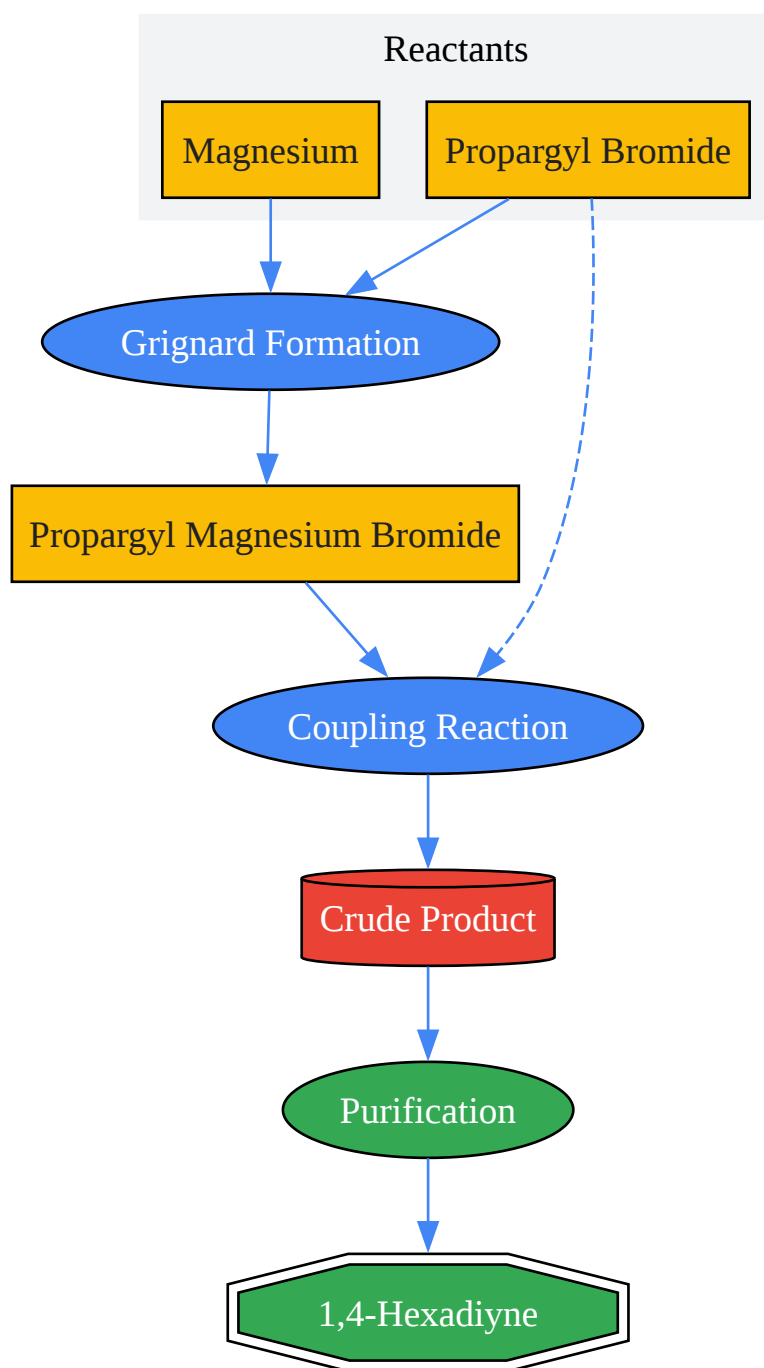 Reactants
Magnesium
Propargyl Bromide
Grignard Formation
Propargyl Magnesium Bromide
Coupling Reaction
Crude Product
Purification
1,4-Hexadiyne